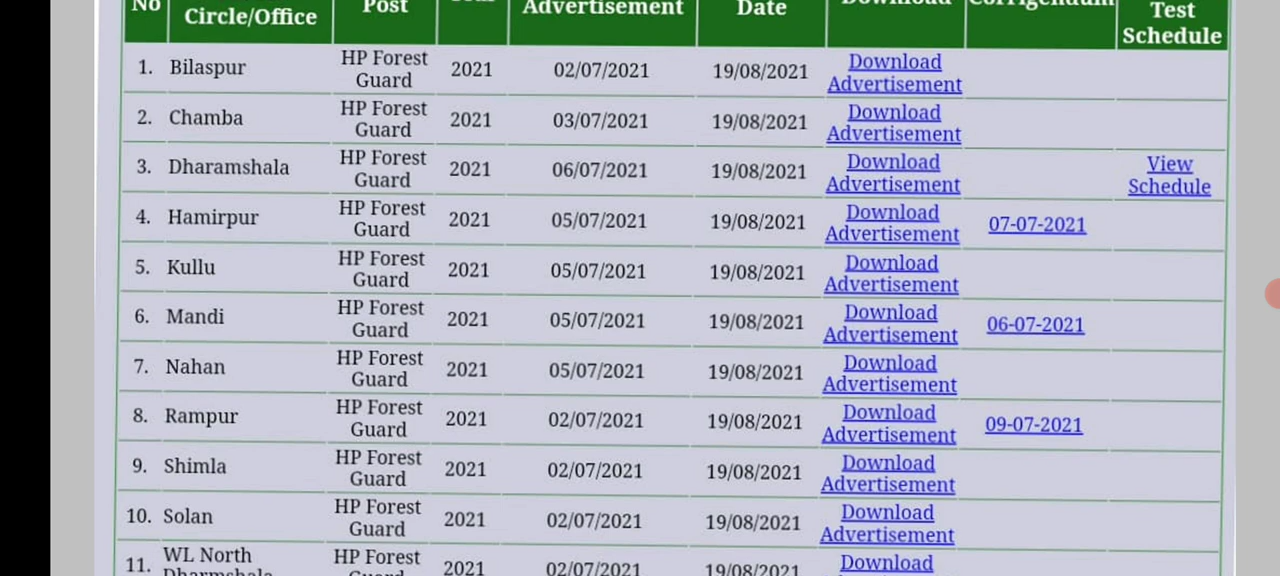 No Circle/Office Post Advertisement Date Test Schedule
1. Bilaspur HP Forest Guard 2021 02/07/2021 19/08/2021 Download Advertisement
2. Chamba HP Forest Guard 2021 03/07/2021 19/08/2021 Download Advertisement
3. Dharamshala HP Forest Guard 2021 06/07/2021 19/08/2021 Download Advertisement View Schedule
4. Hamirpur HP Forest Guard 2021 05/07/2021 19/08/2021 Download Advertisement 07-07-2021
5. Kullu HP Forest Guard 2021 05/07/2021 19/08/2021 Download Advertisement
6. Mandi HP Forest Guard 2021 05/07/2021 19/08/2021 Download Advertisement 06-07-2021
7. Nahan HP Forest Guard 2021 05/07/2021 19/08/2021 Download Advertisement
8. Rampur HP Forest Guard 2021 02/07/2021 19/08/2021 Download Advertisement 09-07-2021
9. Shimla HP Forest Guard 2021 02/07/2021 19/08/2021 Download Advertisement
10. Solan HP Forest Guard 2021 02/07/2021 19/08/2021 Download Advertisement
11. WL North HP Forest 2021 02/07/2021 19/08/2021 Download